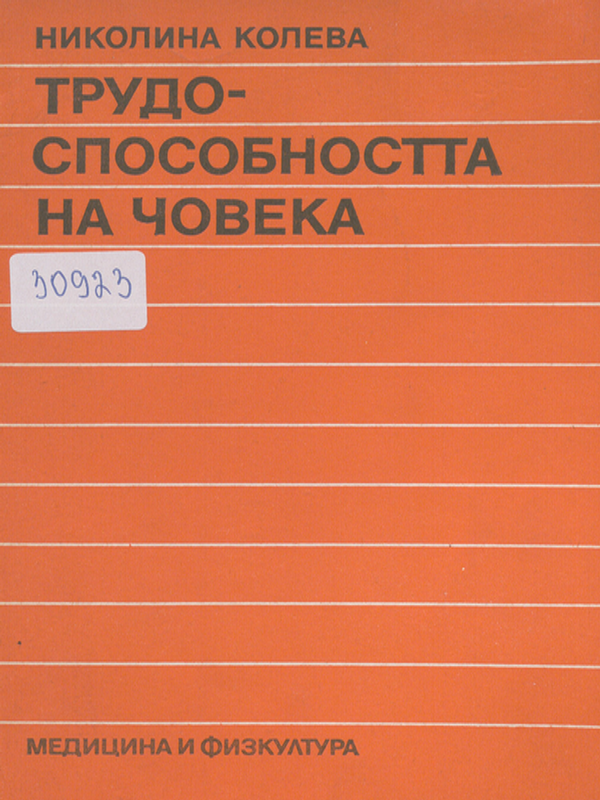 НИКОЛИНА КОЛЕВА
ТРУДО-
СПОСОБНОСТТА
НА ЧОВЕКА
30923
МЕДИЦИНА И ФИЗКУЛТУРА